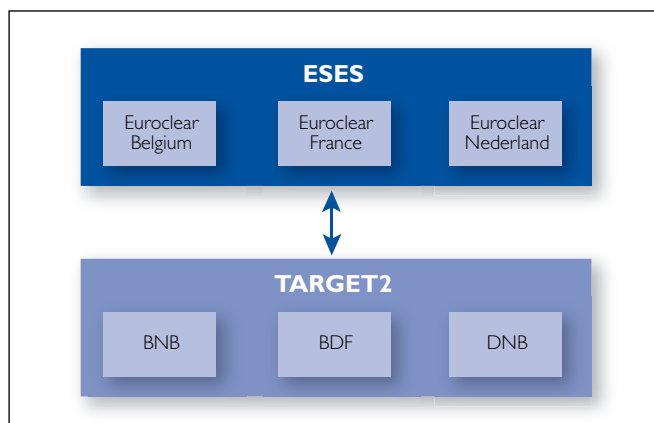 ESES
Euroclear
Belgium
Euroclear
France
Euroclear
Nederland
TARGET2
BNB
BDF
DNB